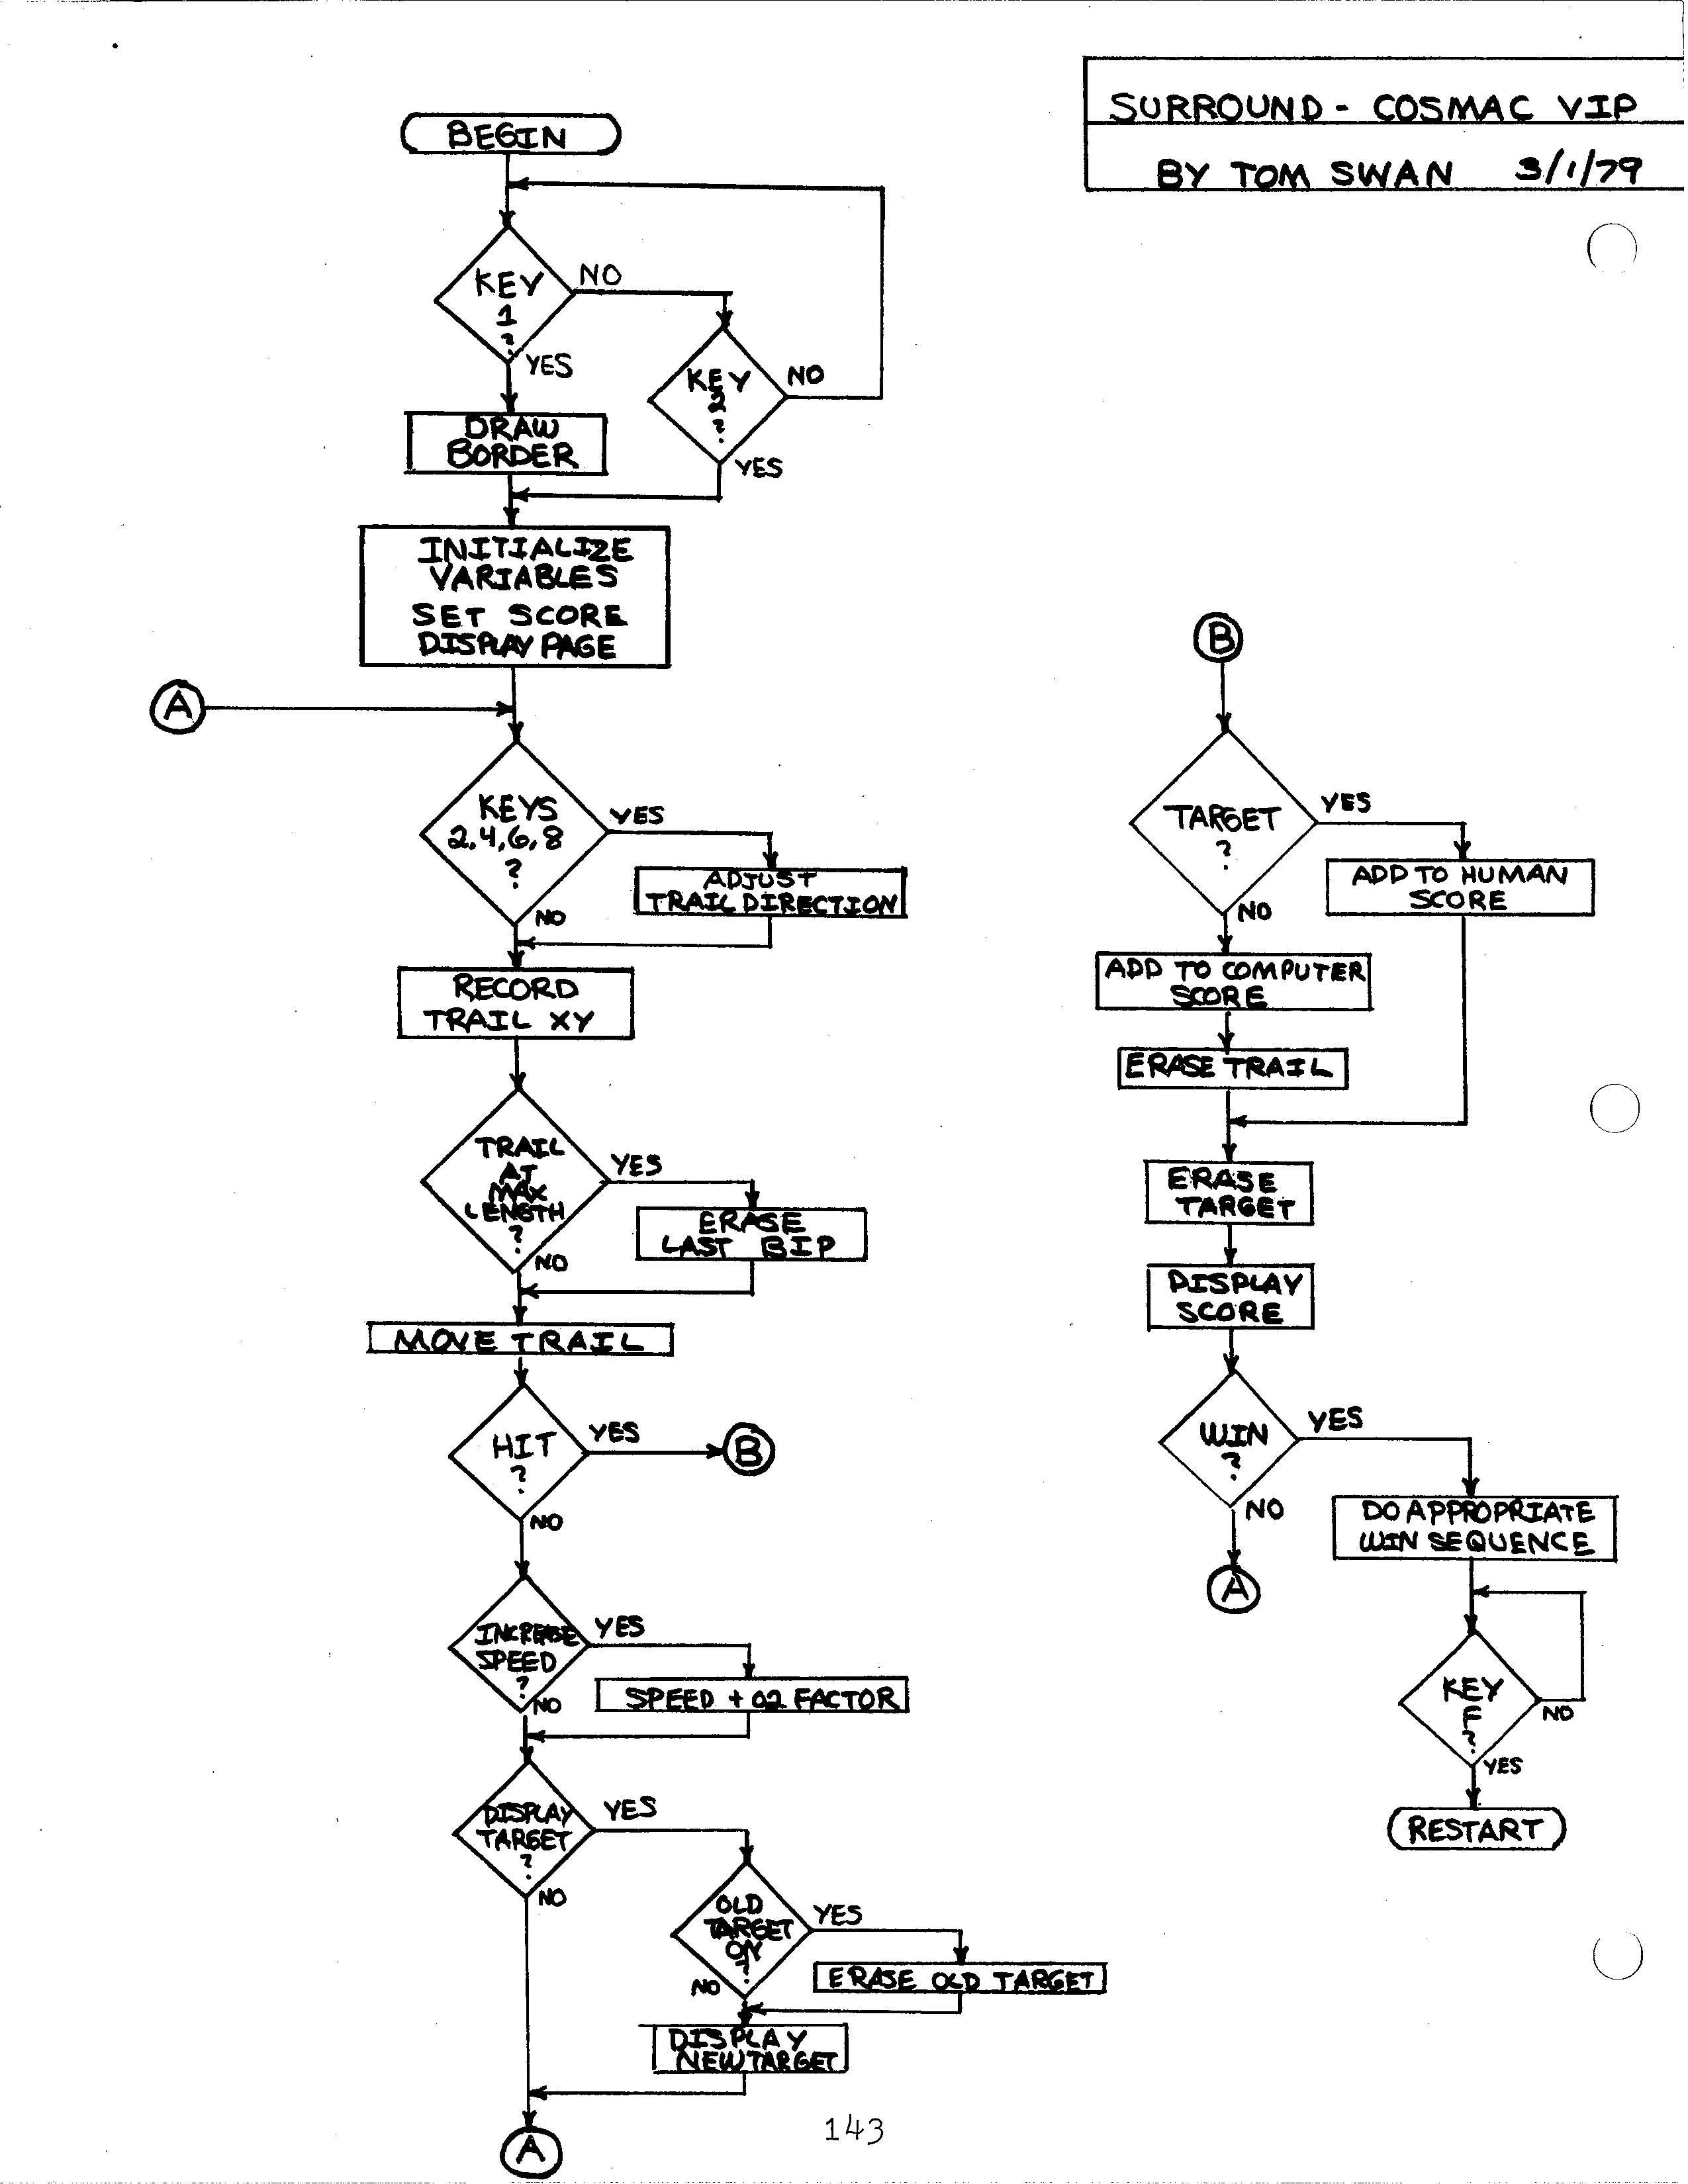 SURROUND - COSMAC VIP
BY TOM SWAN 3/1/79
BEGIN
KEY
1
?
NO
YES
KEY
2
?
NO
YES
DRAW
BORDER
INITIALIZE
VARIABLES
SET SCORE
DISPLAY PAGE
A
KEYS
2,4,6,8
?
YES
NO
ADJUST
TRAIL DIRECTION
RECORD
TRAIL XY
TRAIL
AT
MAX
LENGTH
?
YES
NO
ERASE
LAST BIP
MOVE TRAIL
HIT
?
YES
B
NO
INCREASE
SPEED
?
YES
NO
SPEED + 02 FACTOR
DISPLAY
TARGET
?
YES
NO
OLD
TARGET
ON
?
YES
NO
ERASE OLD TARGET
DISPLAY
NEW TARGET
A
B
TARGET
?
YES
NO
ADD TO HUMAN
SCORE
ADD TO COMPUTER
SCORE
ERASE TRAIL
ERASE
TARGET
DISPLAY
SCORE
WIN
?
YES
NO
A
DO APPROPRIATE
WIN SEQUENCE
KEY
F
?
NO
YES
RESTART
143